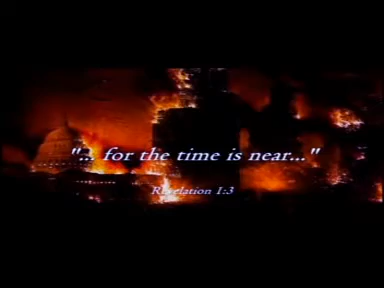 "... for the time is near..."
Revelation 1:3